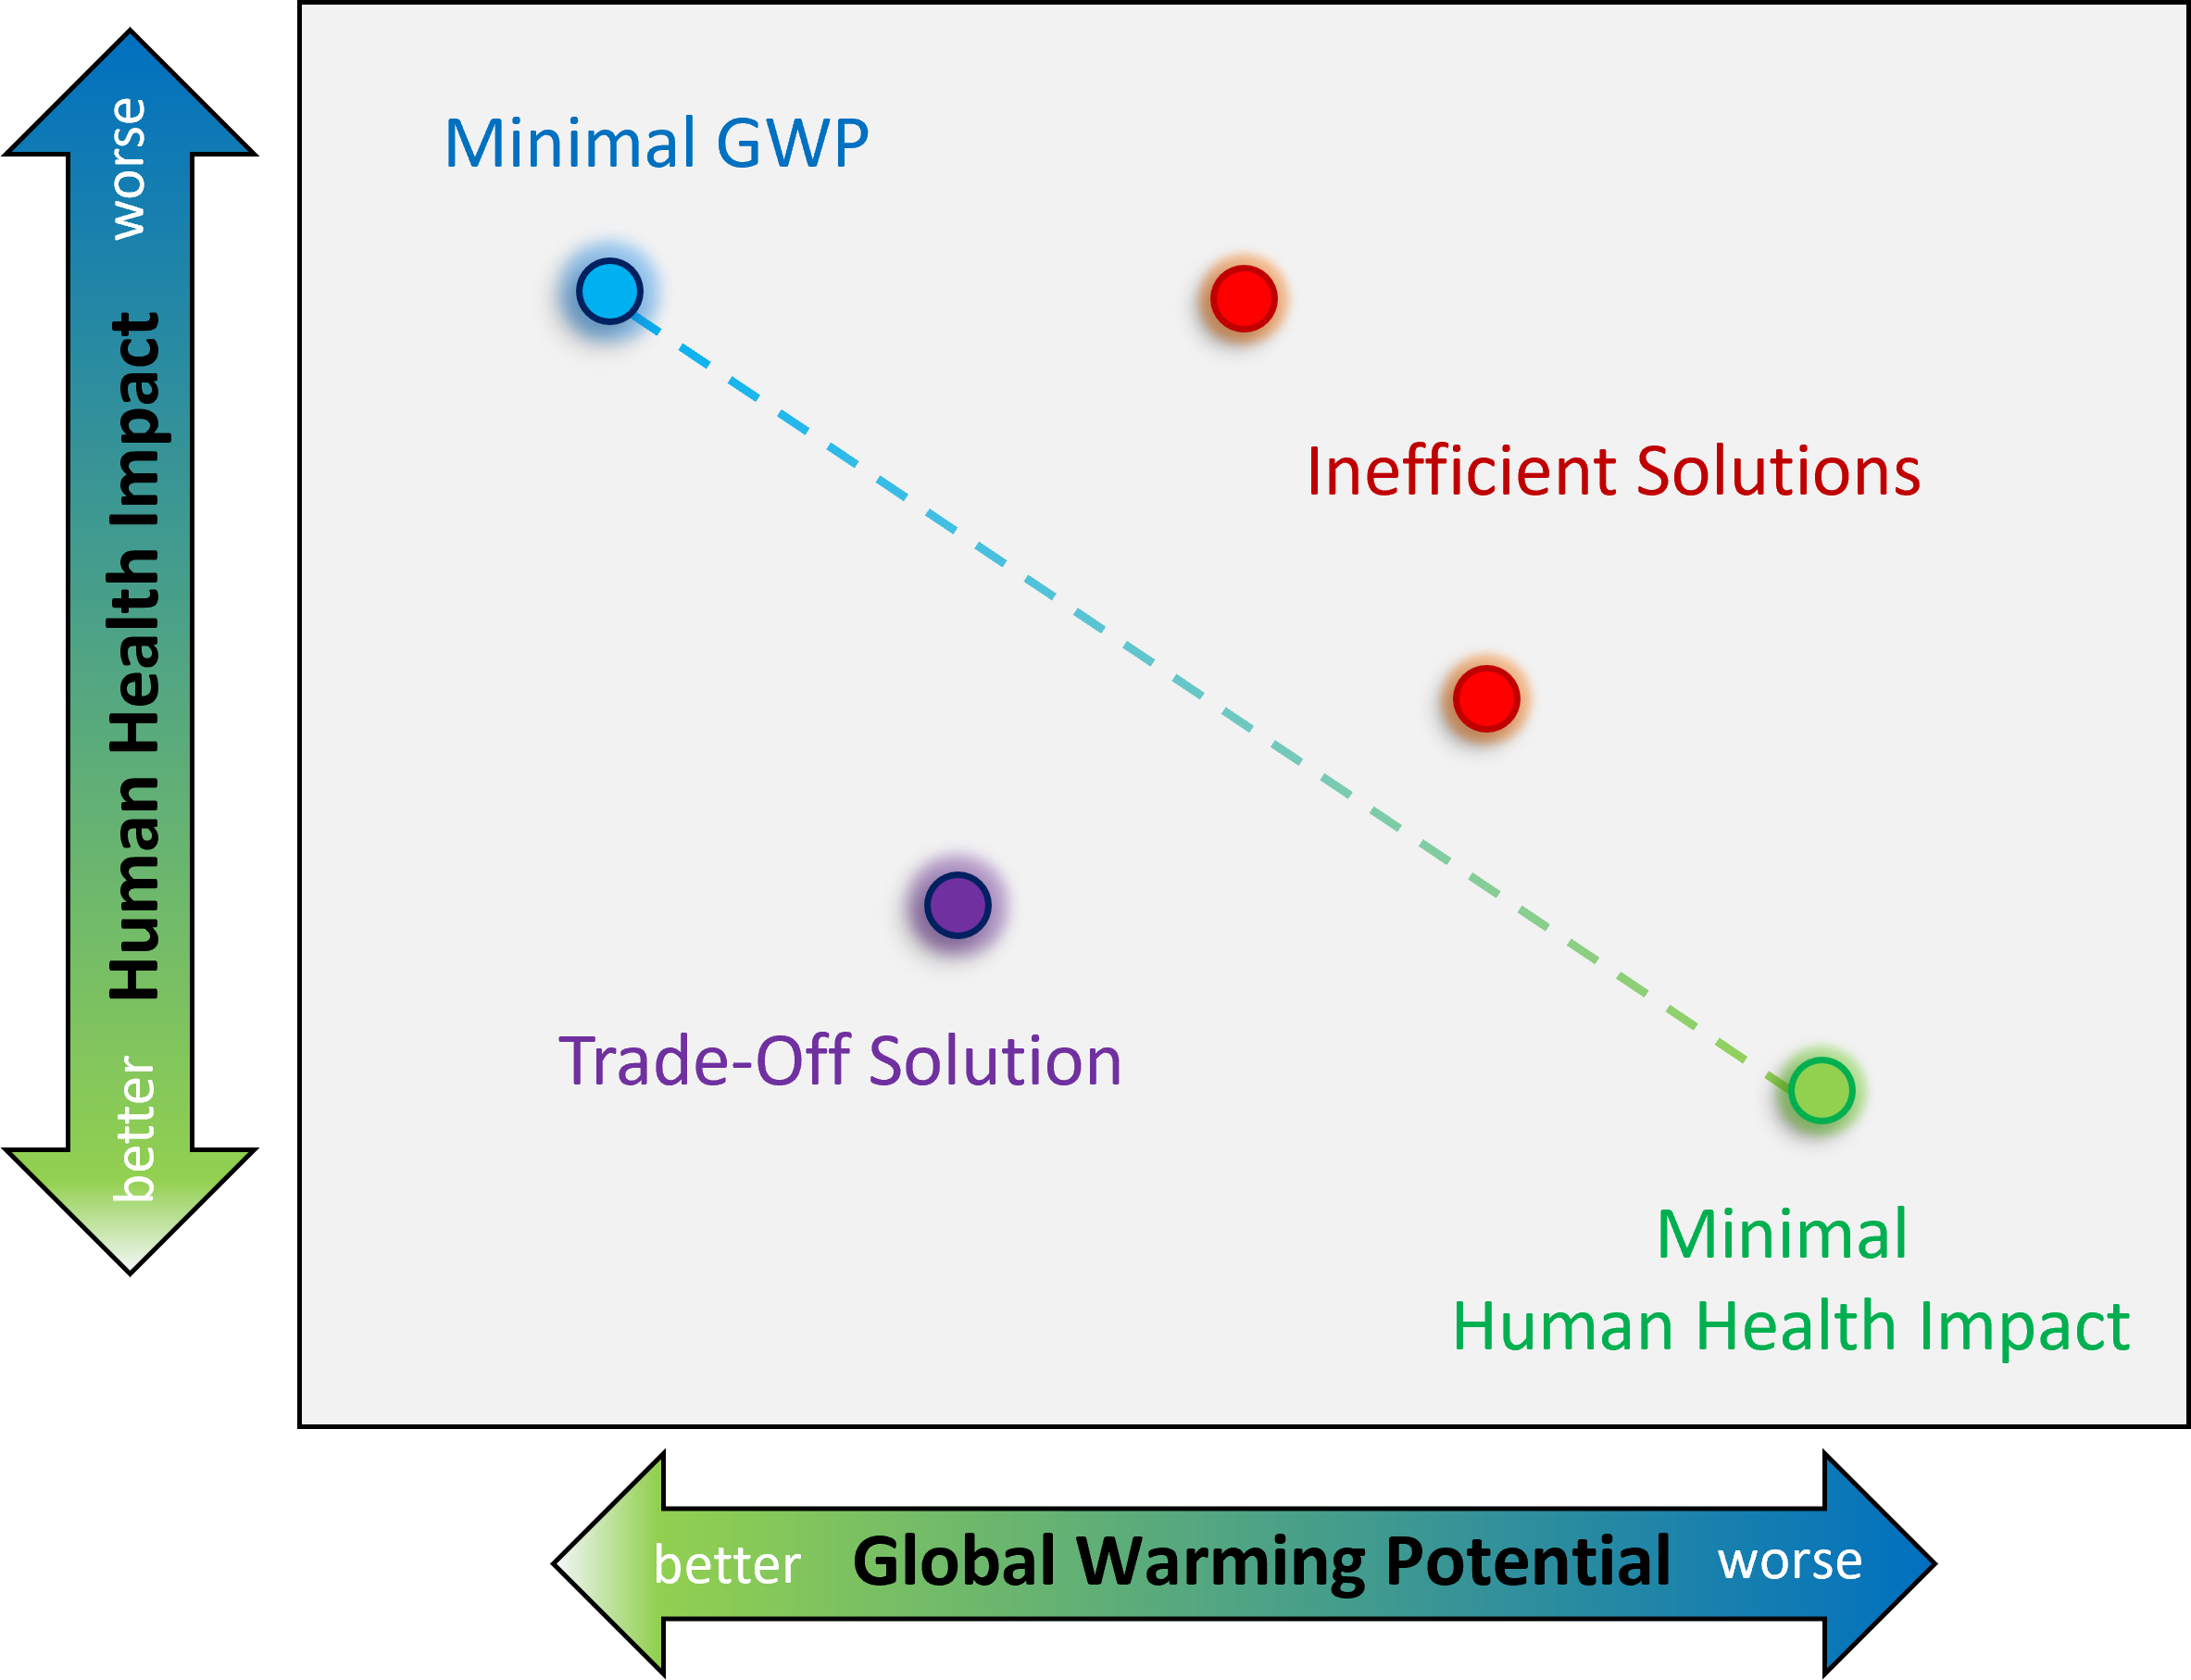 worse
Human Health Impact
better
Minimal GWP
Inefficient Solutions
Trade-Off Solution
Minimal
Human Health Impact
better
Global Warming Potential
worse